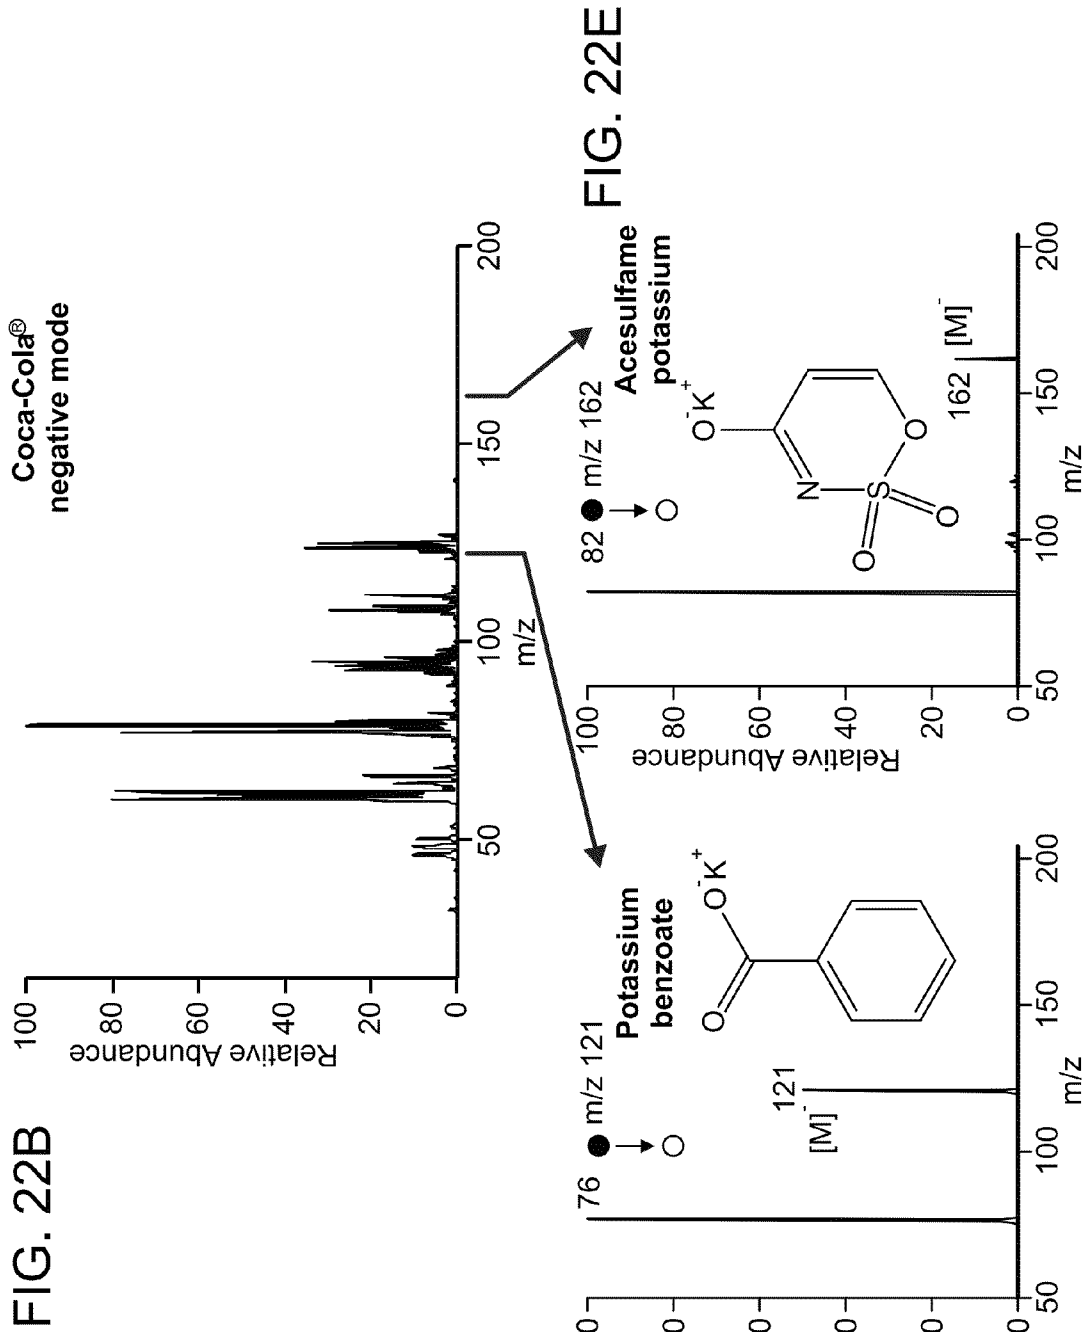 FIG. 22B
Coca-Cola®
negative mode
Relative Abundance
100
80
60
40
20
0
50
100
150
200
m/z
Potassium
benzoate
76
m/z 121
O
O⁻K⁺
121
[M]⁻
50
100
150
200
m/z
FIG. 22E
Acesulfame
potassium
82
m/z 162
O⁻K⁺
N
S
O
O
O
162
[M]⁻
Relative Abundance
100
80
60
40
20
0
50
100
150
200
m/z